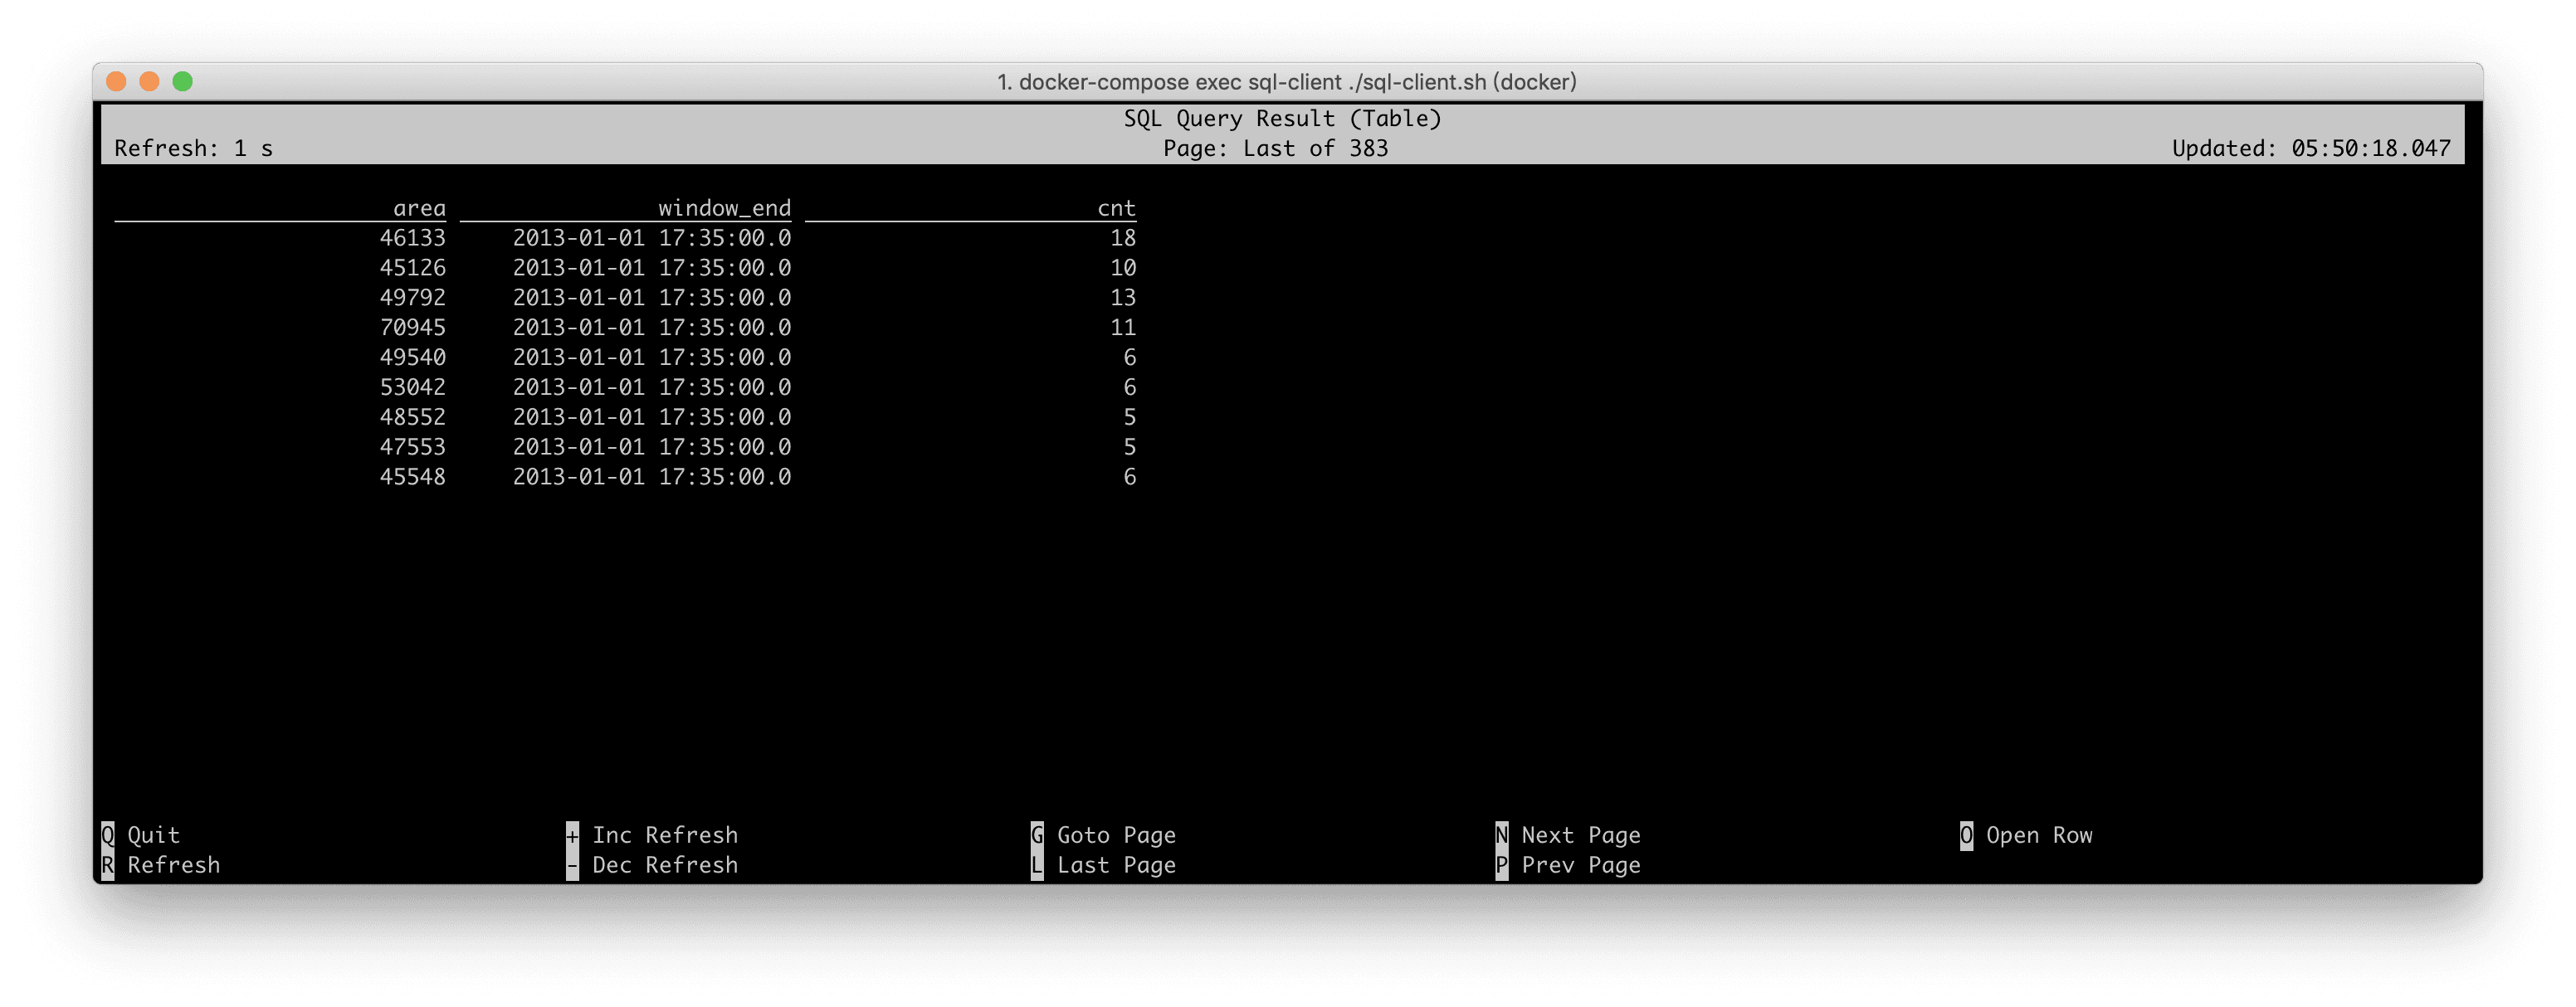 1. docker-compose exec sql-client ./sql-client.sh (docker)
SQL Query Result (Table)
Refresh: 1 s Page: Last of 383 Updated: 05:50:18.047
area window_end cnt
46133 2013-01-01 17:35:00.0 18
45126 2013-01-01 17:35:00.0 10
49792 2013-01-01 17:35:00.0 13
70945 2013-01-01 17:35:00.0 11
49540 2013-01-01 17:35:00.0 6
53042 2013-01-01 17:35:00.0 6
48552 2013-01-01 17:35:00.0 5
47553 2013-01-01 17:35:00.0 5
45548 2013-01-01 17:35:00.0 6
Q Quit + Inc Refresh G Goto Page N Next Page O Open Row
R Refresh - Dec Refresh L Last Page P Prev Page